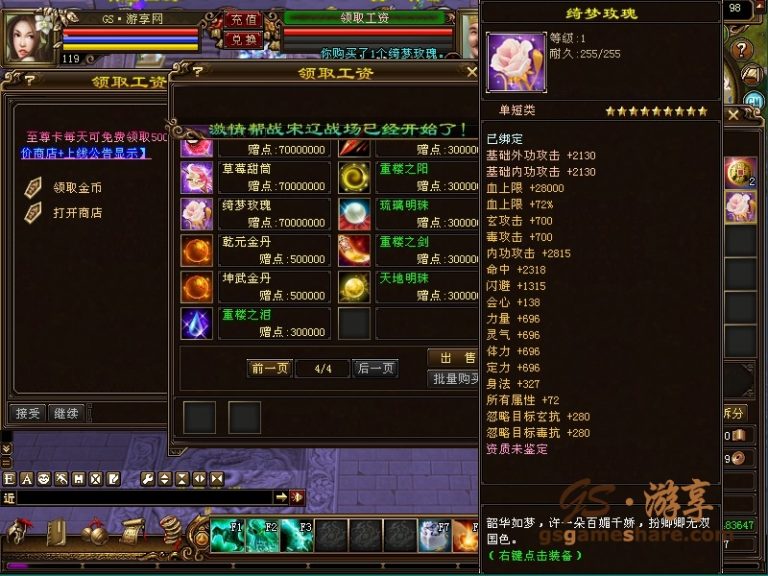 GS·游享网
119
充值
兑换
领取工资
你购买了1个绮梦玫瑰。
98
领取工资
至尊卡每天可免费领取500
价商店+上线公告显示】
领取金币
打开商店
接受
继续
领取工资
激情帮战宋辽战场已经开始了!
赠点:70000000
赠点:30000
草莓甜筒
赠点:70000000
重楼之阳
赠点:30000
绮梦玫瑰
赠点:70000000
琉璃明珠
赠点:30000
乾元金丹
赠点:500000
重楼之剑
赠点:30000
坤武金丹
赠点:500000
天地明珠
赠点:30000
重楼之泪
赠点:300000
前一页
4/4
后一页
出 售
批量购买
绮梦玫瑰
等级:1
耐久:255/255
单短类
已绑定
基础外功攻击 +2130
基础内功攻击 +2130
血上限 +28000
血上限 +72%
玄攻击 +700
毒攻击 +700
内功攻击 +2815
命中 +2318
闪避 +1315
会心 +138
力量 +696
灵气 +696
体力 +696
定力 +696
身法 +327
所有属性 +72
忽略目标玄抗 +280
忽略目标毒抗 +280
资质未鉴定
韶华如梦,许一朵百媚千娇,扮卿卿无双
国色。
(右键点击装备)
GS·游享
gsgameshare.com
2
拆分
83647
近
F1
F2
F3
F7
F8